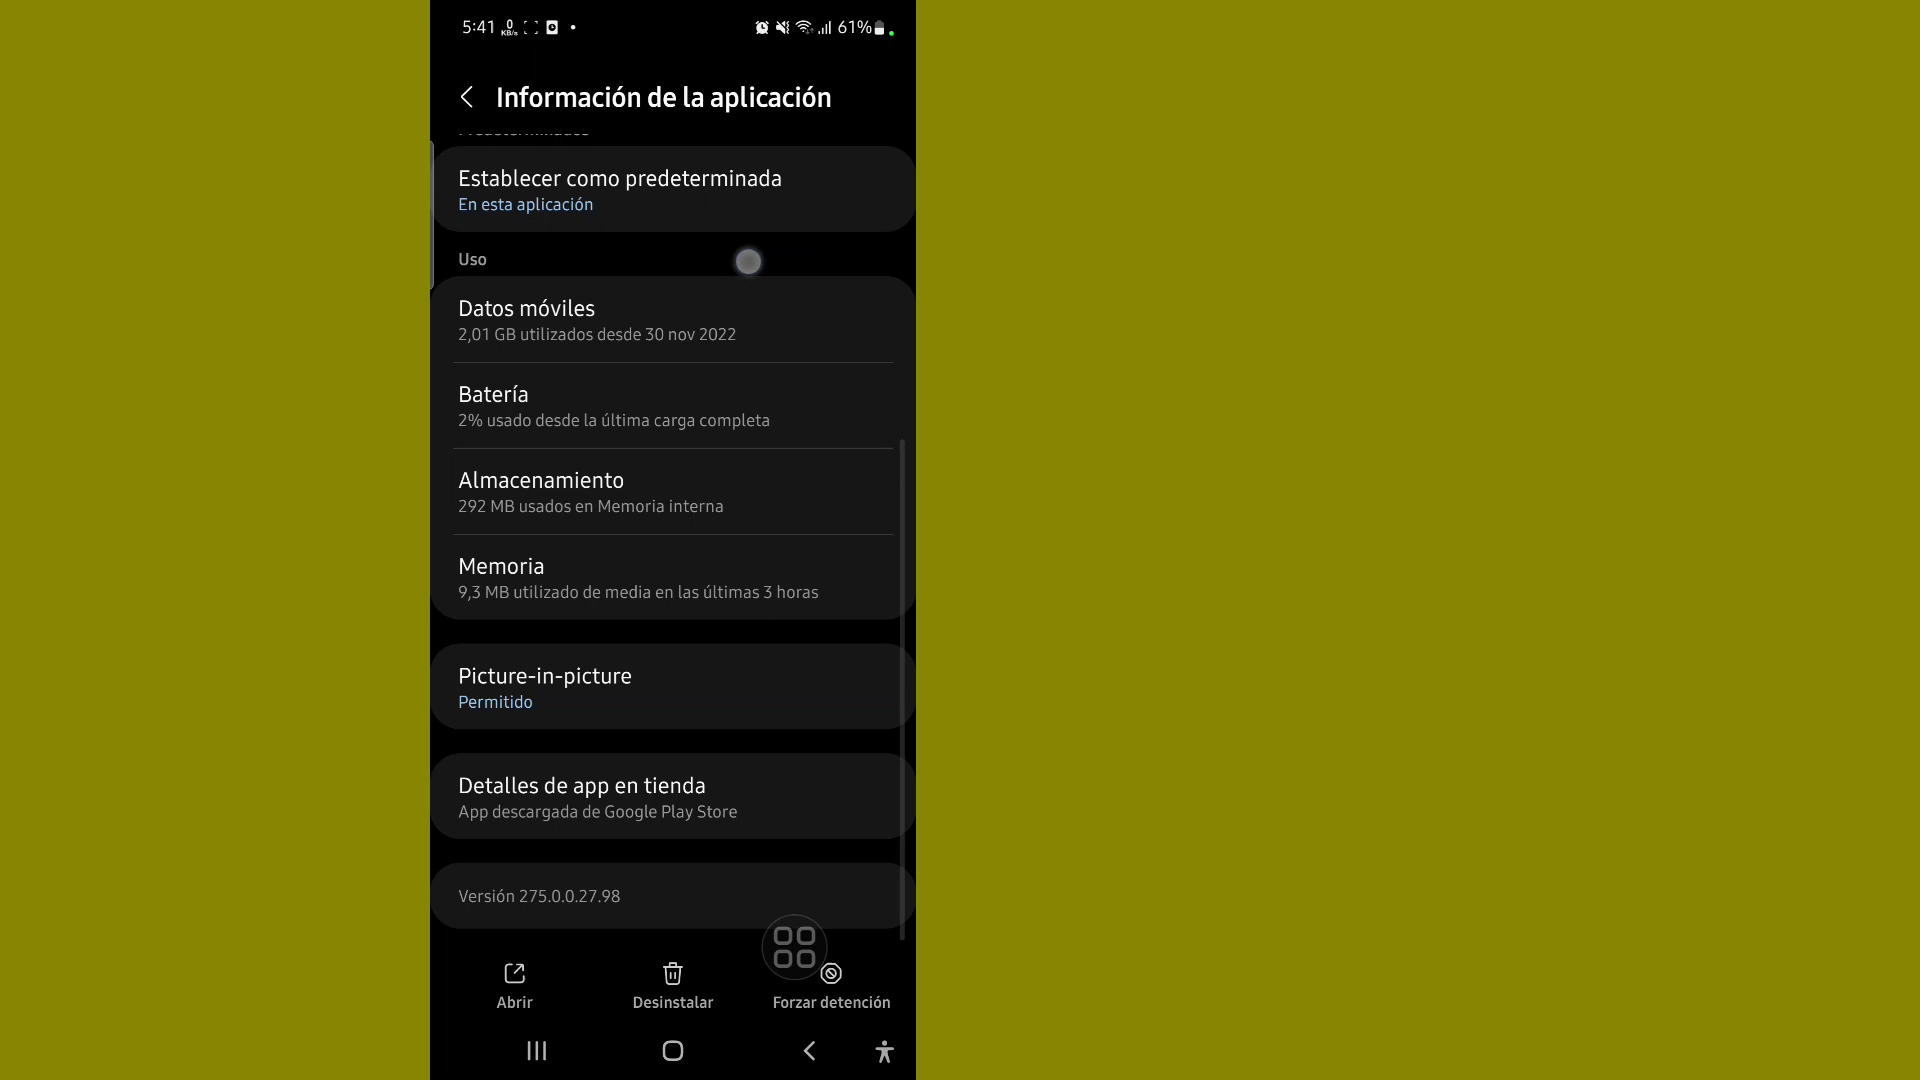 5:41 0 KB/s 61%
Información de la aplicación
Establecer como predeterminada
En esta aplicación
Uso
Datos móviles
2,01 GB utilizados desde 30 nov 2022
Batería
2% usado desde la última carga completa
Almacenamiento
292 MB usados en Memoria interna
Memoria
9,3 MB utilizado de media en las últimas 3 horas
Picture-in-picture
Permitido
Detalles de app en tienda
App descargada de Google Play Store
Versión 275.0.0.27.98
Abrir Desinstalar Forzar detención